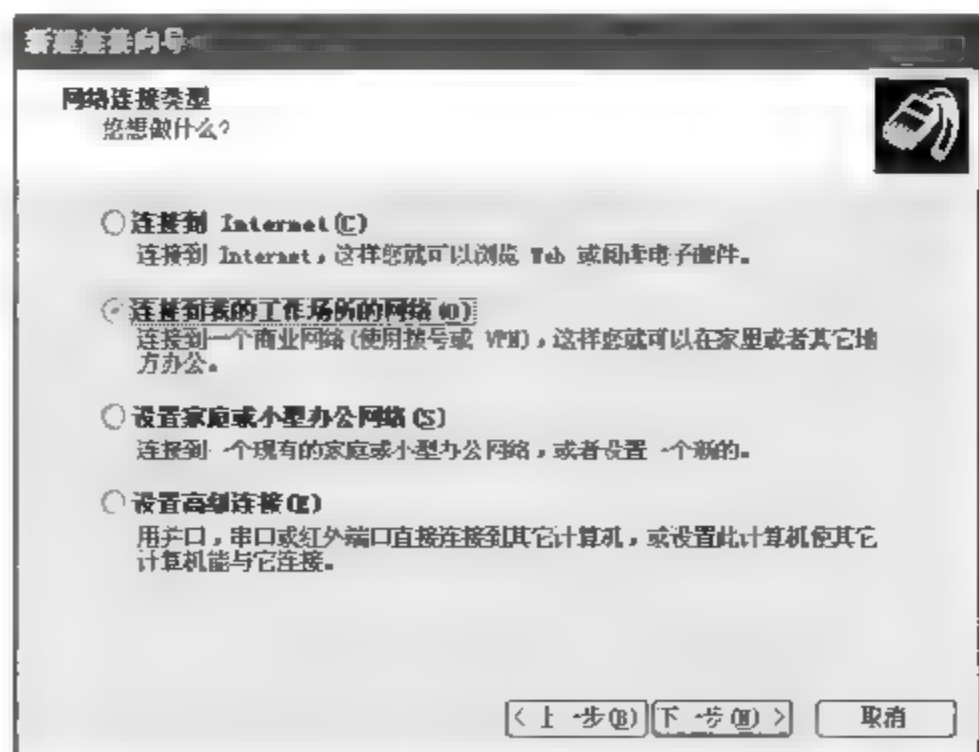 新建连接向导
网络连接类型
您想做什么?
连接到 Internet(C)
连接到 Internet，这样您就可以浏览 Web 或阅读电子邮件。
连接到我的工作场所的网络(O)
连接到一个商业网络(使用拨号或 VPN)，这样您就可以在家里或者其它地
方办公。
设置家庭或小型办公网络(S)
连接到一个现有的家庭或小型办公网络，或者设置一个新的。
设置高级连接(E)
用并口，串口或红外端口直接连接到其它计算机，或设置此计算机使其它
计算机能与它连接。
< 上一步(B) 下一步(N) > 取消